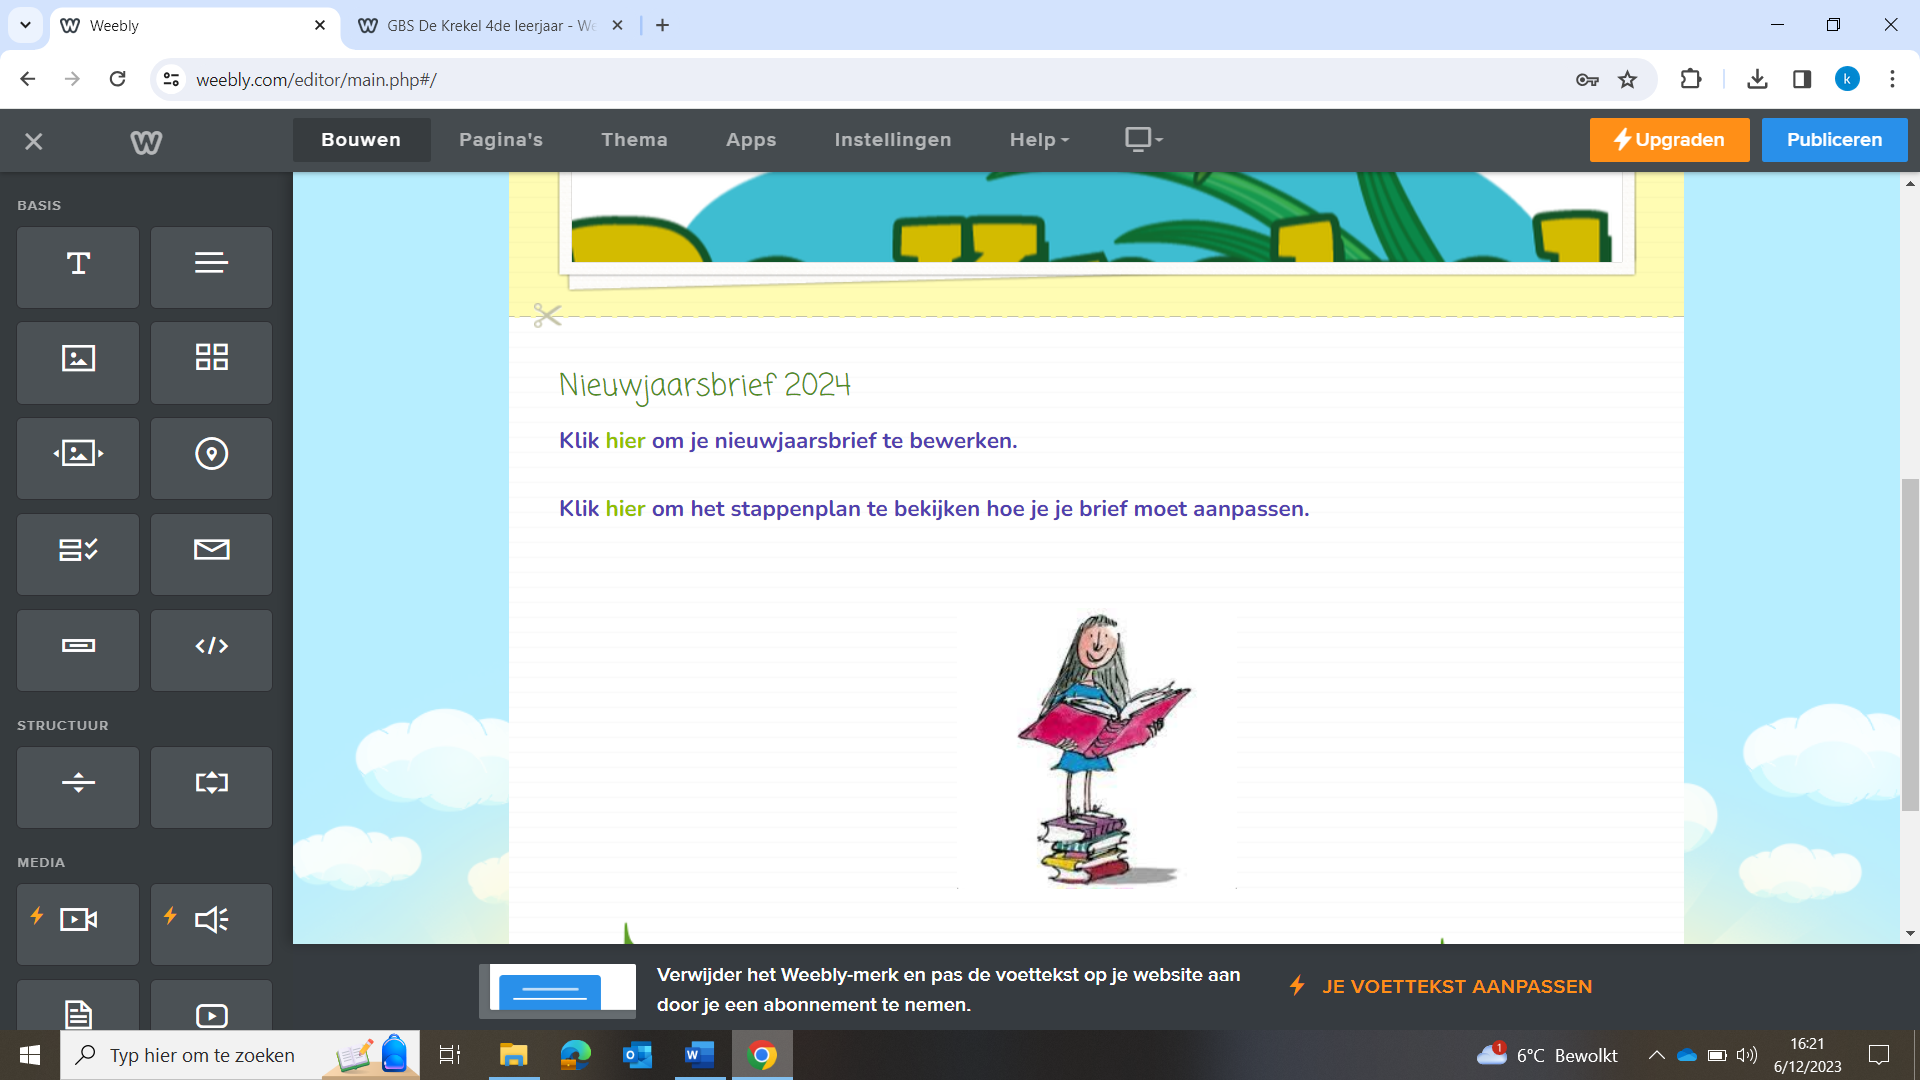 Weebly
GBS De Krekel 4de leerjaar - We
weebly.com/editor/main.php#/
k
Bouwen
Pagina's
Thema
Apps
Instellingen
Help
Upgraden
Publiceren
BASIS
STRUCTUUR
MEDIA
Nieuwjaarsbrief 2024
Klik hier om je nieuwjaarsbrief te bewerken.
Klik hier om het stappenplan te bekijken hoe je je brief moet aanpassen.
Verwijder het Weebly-merk en pas de voettekst op je website aan
door je een abonnement te nemen.
JE VOETTEKST AANPASSEN
Typ hier om te zoeken
1
6°C Bewolkt
16:21
6/12/2023